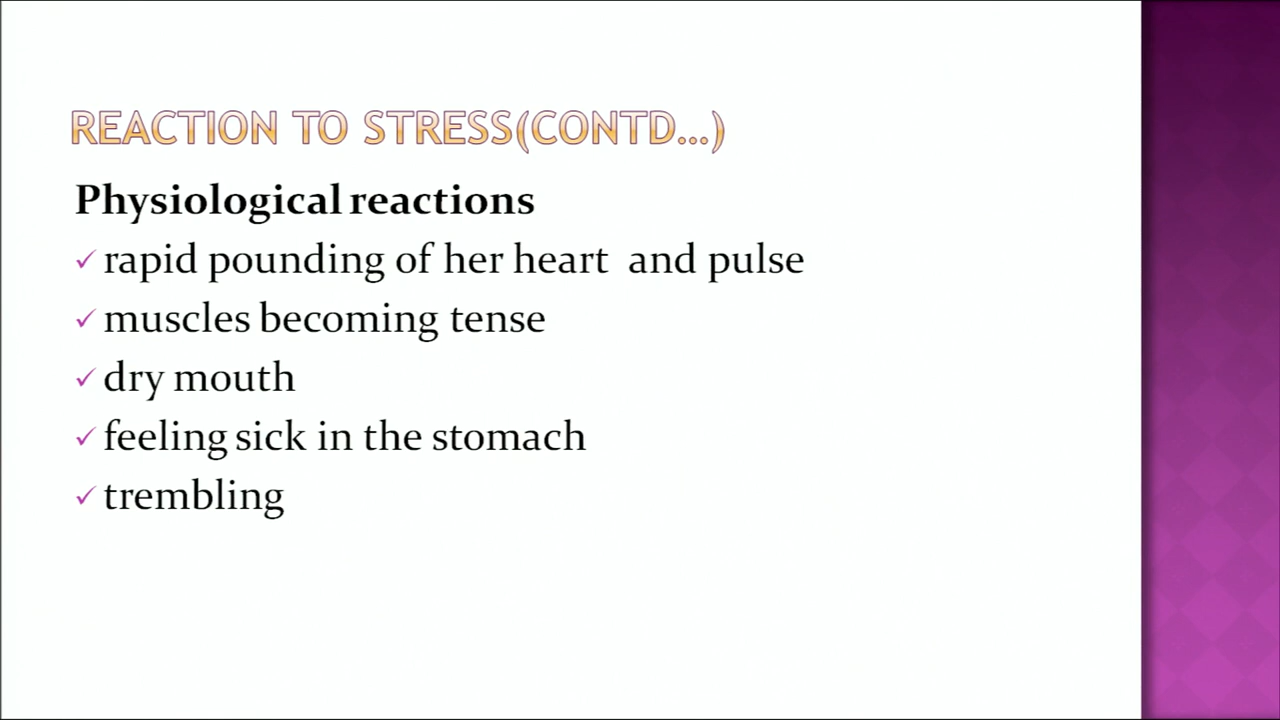 REACTION TO STRESS(CONTD...)
Physiological reactions
✓ rapid pounding of her heart and pulse
✓ muscles becoming tense
✓ dry mouth
✓ feeling sick in the stomach
✓ trembling